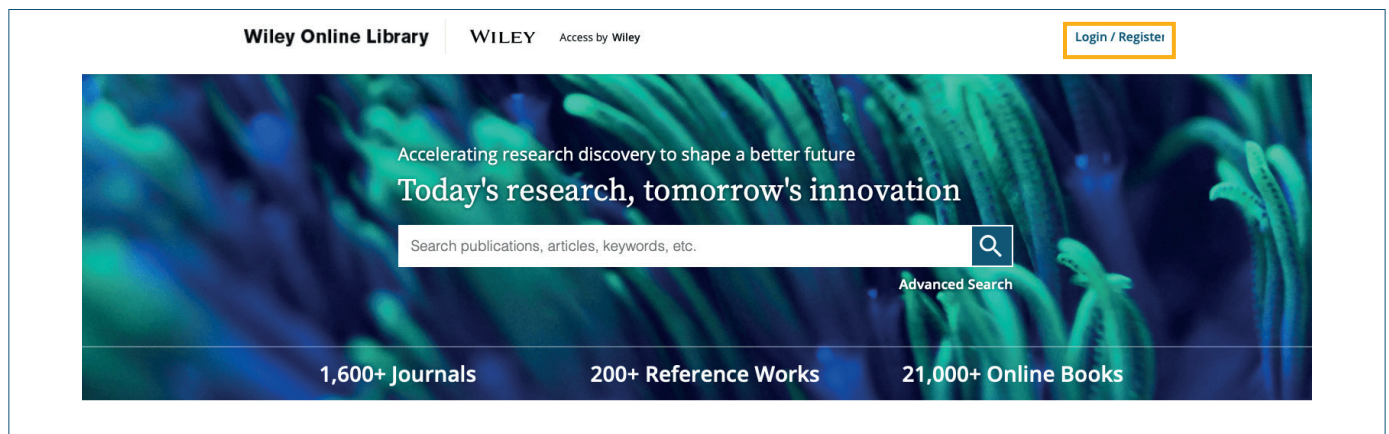 Wiley Online Library WILEY Access by Wiley Login / Register
Accelerating research discovery to shape a better future
Today's research, tomorrow's innovation
Search publications, articles, keywords, etc.
Advanced Search
1,600+ Journals 200+ Reference Works 21,000+ Online Books